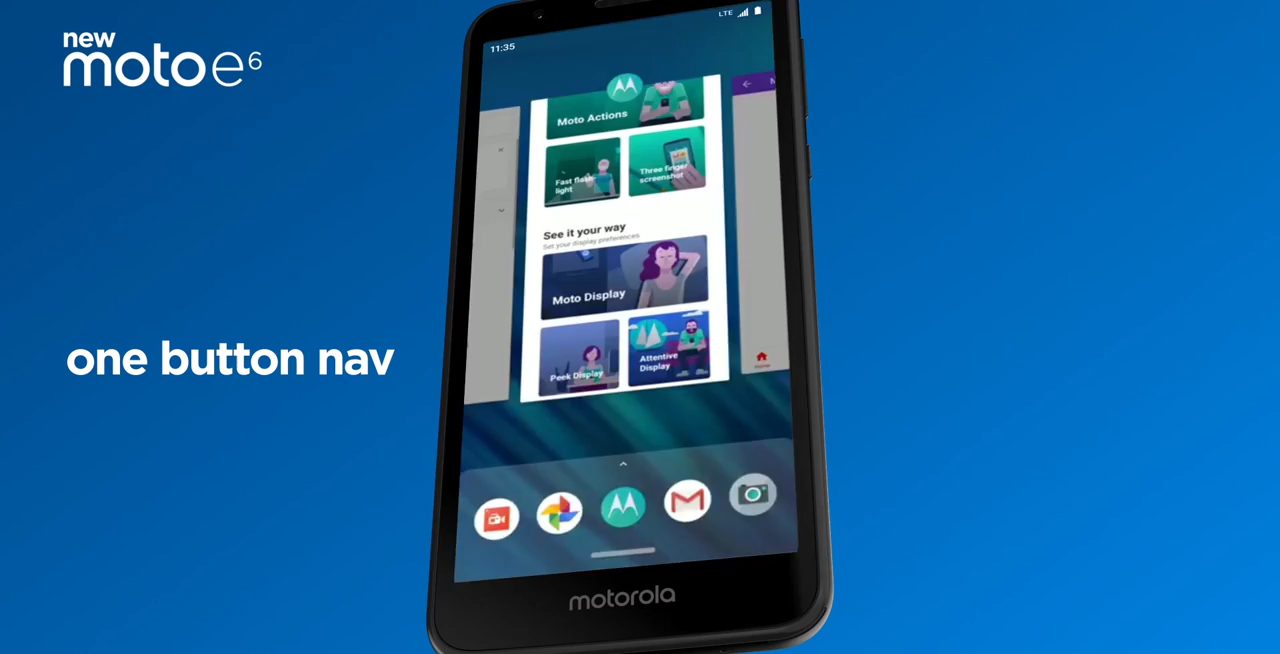 new
moto e6
one button nav
11:35
LTE
Moto Actions
Fast flash-
light
Three finger
screenshot
See it your way
Set your display preferences
Moto Display
Peek Display
Attentive
Display
Home
motorola